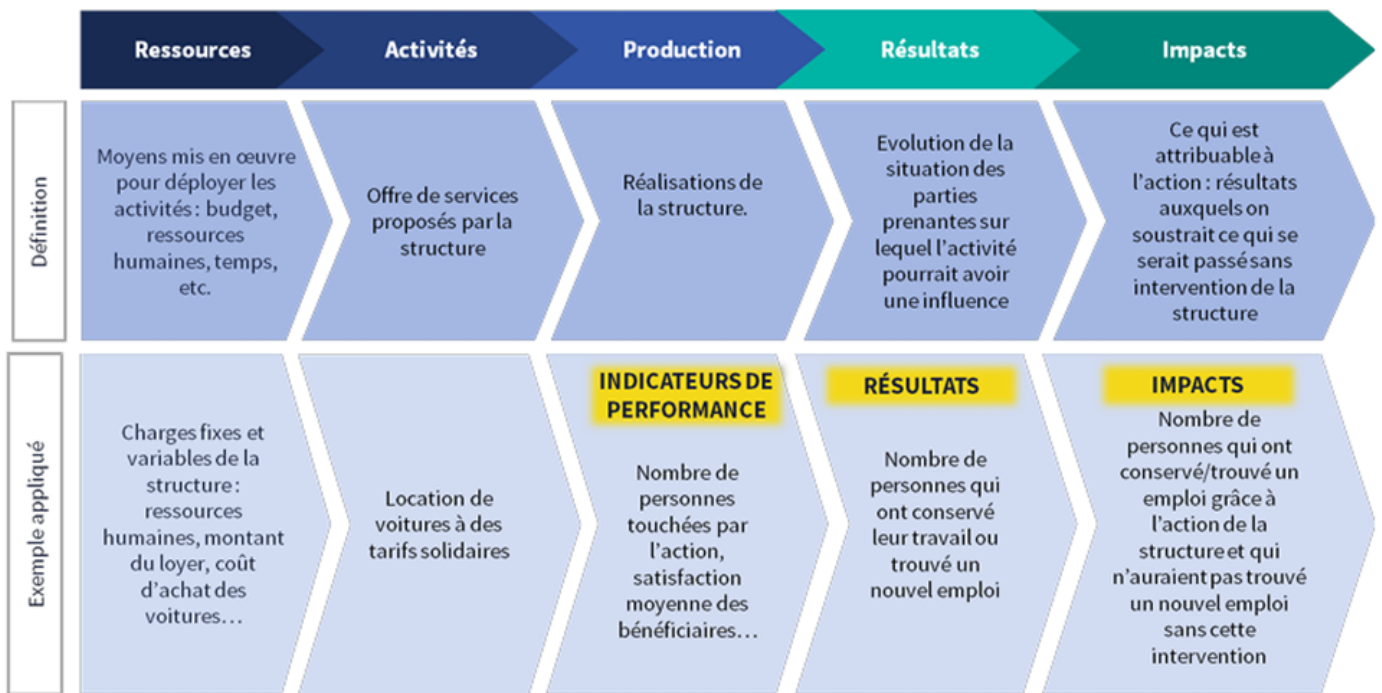 Ressources
Activités
Production
Résultats
Impacts
Définition
Moyens mis en œuvre
pour déployer les
activités : budget,
ressources
humaines, temps,
etc.
Offre de services
proposés par la
structure
Réalisations de
la structure.
Evolution de la
situation des
parties
prenantes sur
lequel l'activité
pourrait avoir
une influence
Ce qui est
attribuable à
l'action : résultats
auxquels on
soustrait ce qui se
serait passé sans
intervention de la
structure
Exemple appliqué
Charges fixes et
variables de la
structure :
ressources
humaines, montant
du loyer, coût
d'achat des
voitures…
Location de
voitures à des
tarifs solidaires
INDICATEURS DE
PERFORMANCE
Nombre de
personnes
touchées par
l'action,
satisfaction
moyenne des
bénéficiaires…
RÉSULTATS
Nombre de
personnes qui
ont conservé
leur travail ou
trouvé un
nouvel emploi
IMPACTS
Nombre de
personnes qui ont
conservé/trouvé un
emploi grâce à
l'action de la
structure et qui
n'auraient pas trouvé
un nouvel emploi
sans cette
intervention